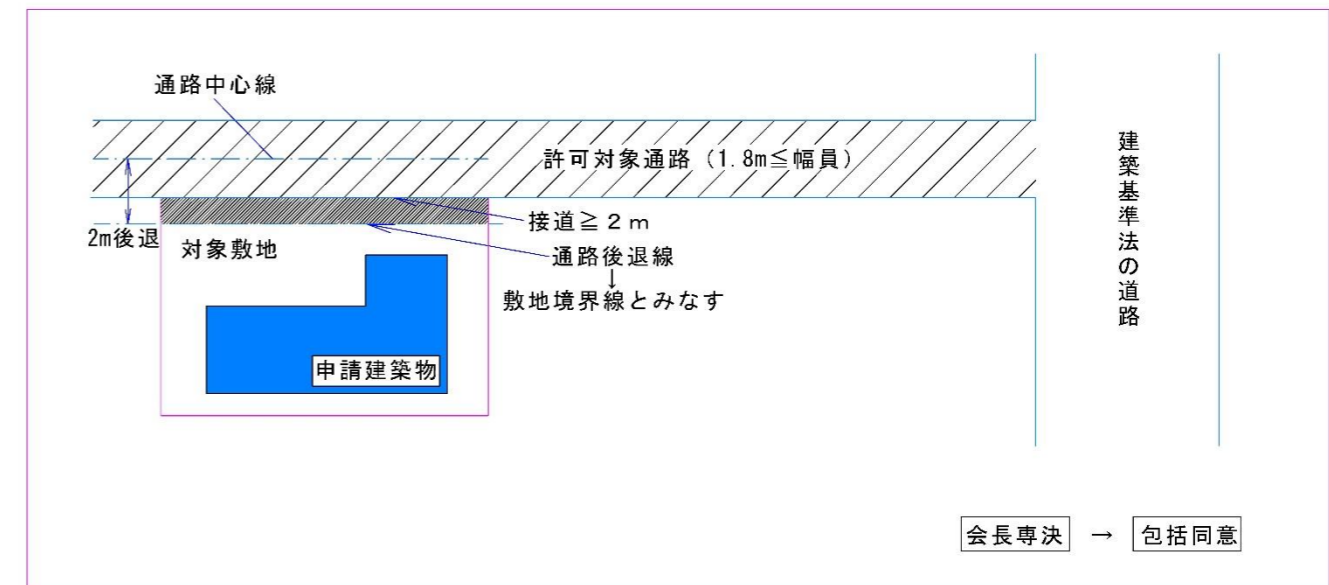 通路中心線
許可対象通路（1.8m≦幅員）
建築基準法の道路
接道≧２ｍ
2m後退
対象敷地
通路後退線
↓
敷地境界線とみなす
申請建築物
会長専決 → 包括同意